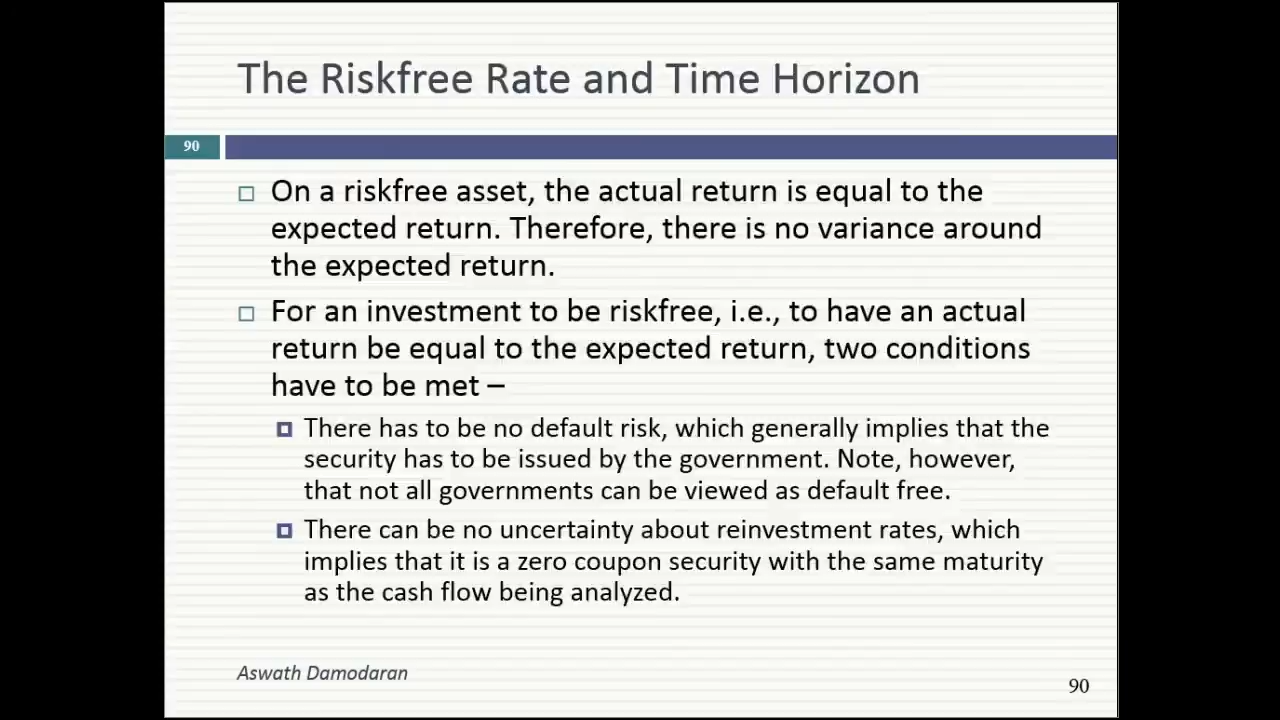 The Riskfree Rate and Time Horizon
90
□ On a riskfree asset, the actual return is equal to the
expected return. Therefore, there is no variance around
the expected return.
□ For an investment to be riskfree, i.e., to have an actual
return be equal to the expected return, two conditions
have to be met –
□ There has to be no default risk, which generally implies that the
security has to be issued by the government. Note, however,
that not all governments can be viewed as default free.
□ There can be no uncertainty about reinvestment rates, which
implies that it is a zero coupon security with the same maturity
as the cash flow being analyzed.
Aswath Damodaran
90